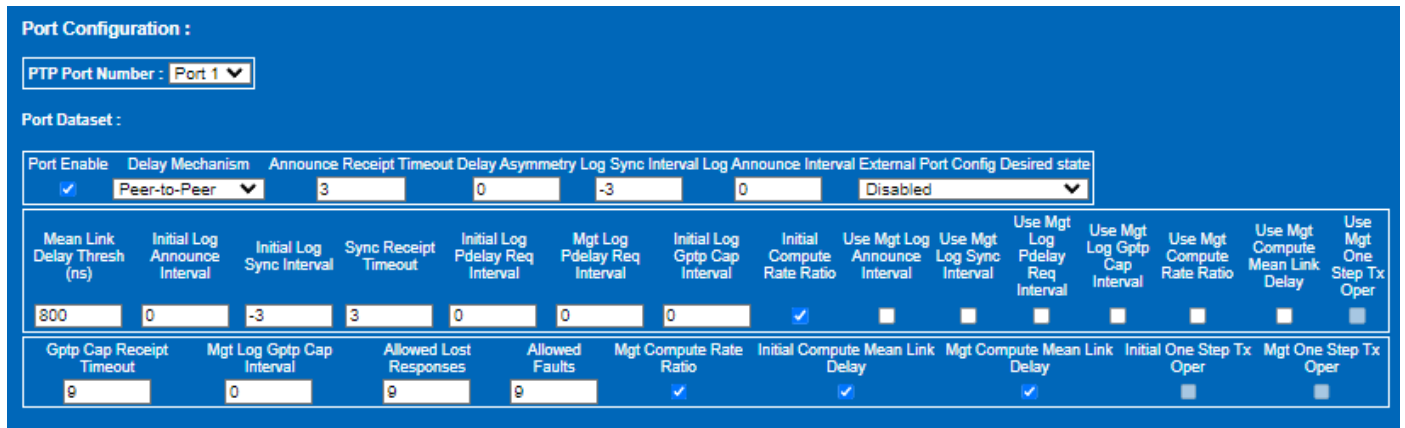 Port Configuration :
PTP Port Number : Port 1
Port Dataset :
Port Enable Delay Mechanism Announce Receipt Timeout Delay Asymmetry Log Sync Interval Log Announce Interval External Port Config Desired state
Peer-to-Peer 3 0 -3 0 Disabled
Mean Link Delay Thresh (ns) Initial Log Announce Interval Initial Log Sync Interval Sync Receipt Timeout Initial Log Pdelay Req Interval Mgt Log Pdelay Req Interval Initial Log Gptp Cap Interval Initial Compute Rate Ratio Use Mgt Log Announce Interval Use Mgt Log Sync Interval Use Mgt Log Pdelay Req Interval Use Mgt Log Gptp Cap Interval Use Mgt Compute Rate Ratio Use Mgt Compute Mean Link Delay Use Mgt One Step Tx Oper
800 0 -3 3 0 0 0
Gptp Cap Receipt Timeout Mgt Log Gptp Cap Interval Allowed Lost Responses Allowed Faults Mgt Compute Rate Ratio Initial Compute Mean Link Delay Mgt Compute Mean Link Delay Initial One Step Tx Oper Mgt One Step Tx Oper
9 0 9 9